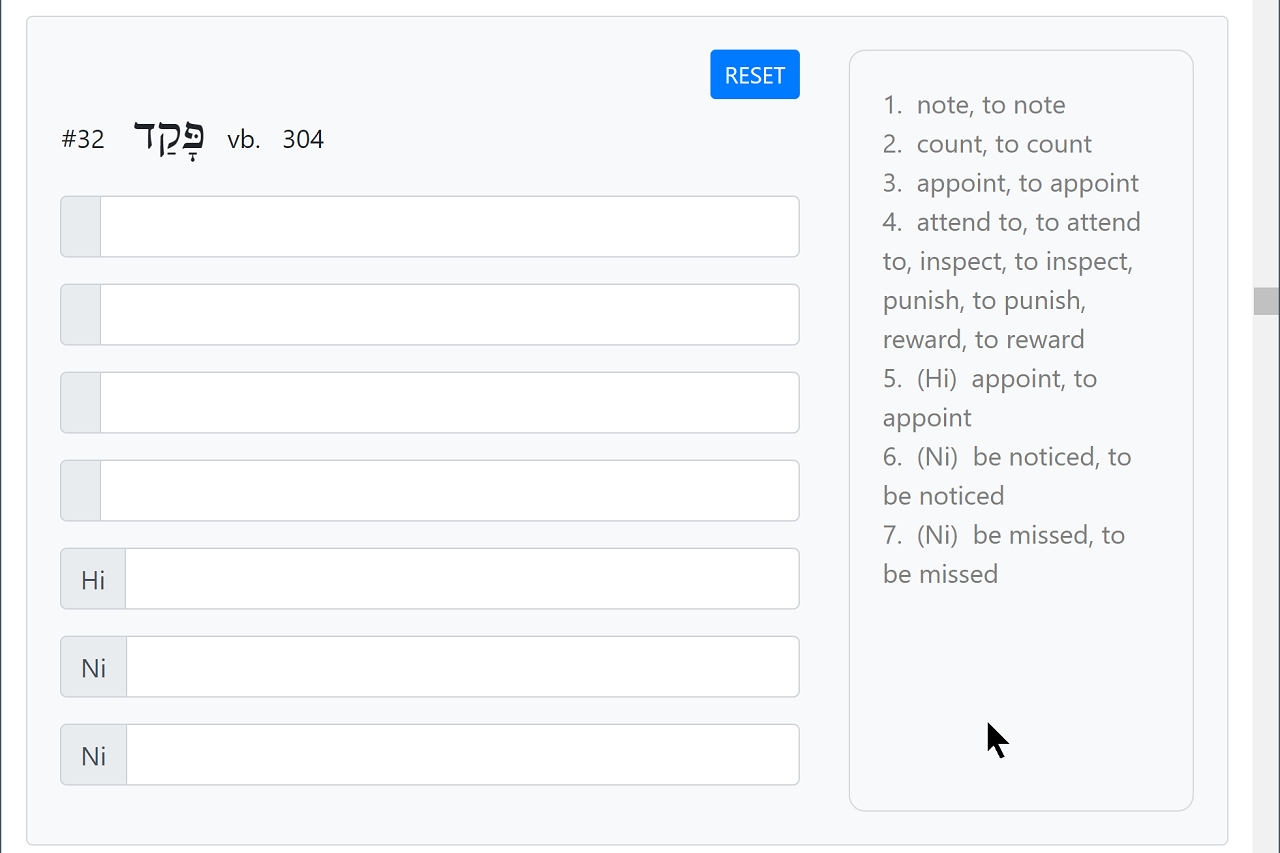 RESET
#32 פָּקַד vb. 304
Hi
Ni
Ni
1. note, to note
2. count, to count
3. appoint, to appoint
4. attend to, to attend
to, inspect, to inspect,
punish, to punish,
reward, to reward
5. (Hi) appoint, to
appoint
6. (Ni) be noticed, to
be noticed
7. (Ni) be missed, to
be missed